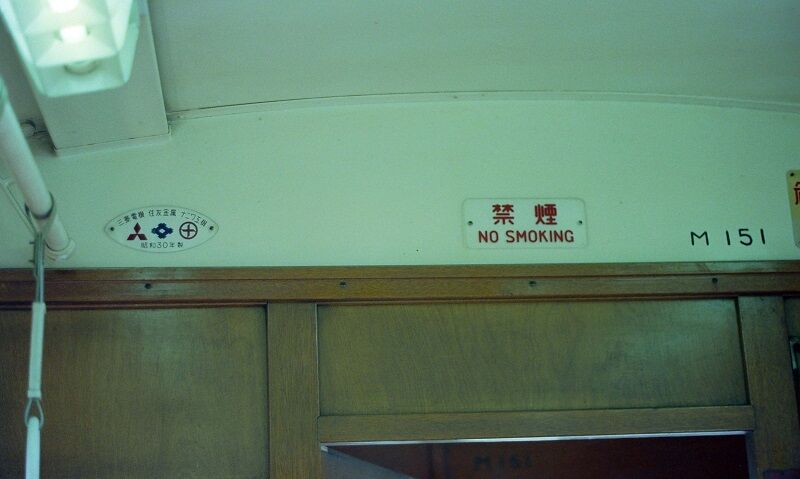 三菱電機 住友金属 ナニワ工機
昭和30年製
禁煙
NO SMOKING
M 151
M 151